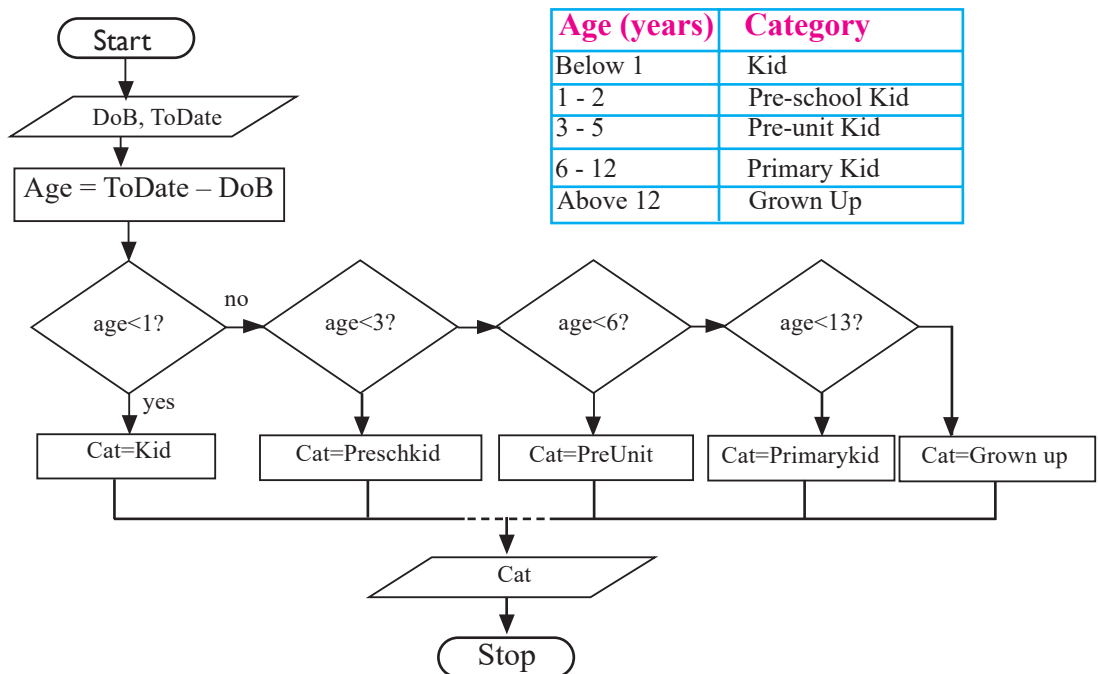 Start
Age (years) Category
Below 1 Kid
1 - 2 Pre-school Kid
3 - 5 Pre-unit Kid
6 - 12 Primary Kid
Above 12 Grown Up
DoB, ToDate
Age = ToDate – DoB
age<1?
no
age<3?
age<6?
age<13?
yes
Cat=Kid
Cat=Preschkid
Cat=PreUnit
Cat=Primarykid
Cat=Grown up
Cat
Stop